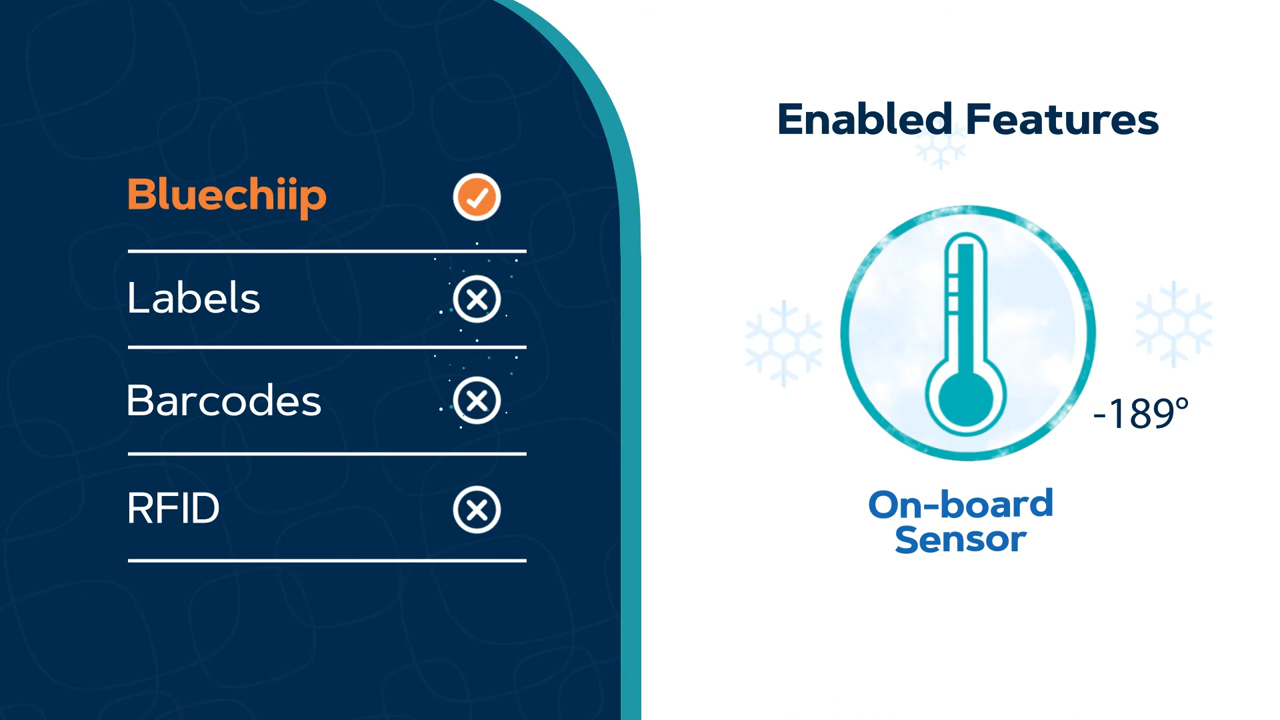 Bluechiip
Labels
Barcodes
RFID
Enabled Features
-189°
On-board
Sensor